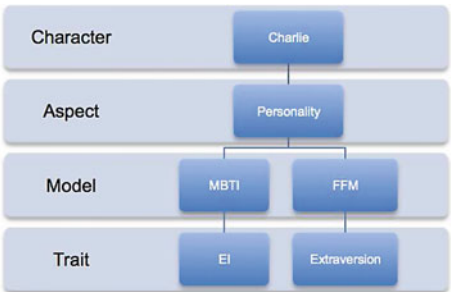 Character
Charlie
Aspect
Personality
Model
MBTI
FFM
Trait
EI
Extraversion